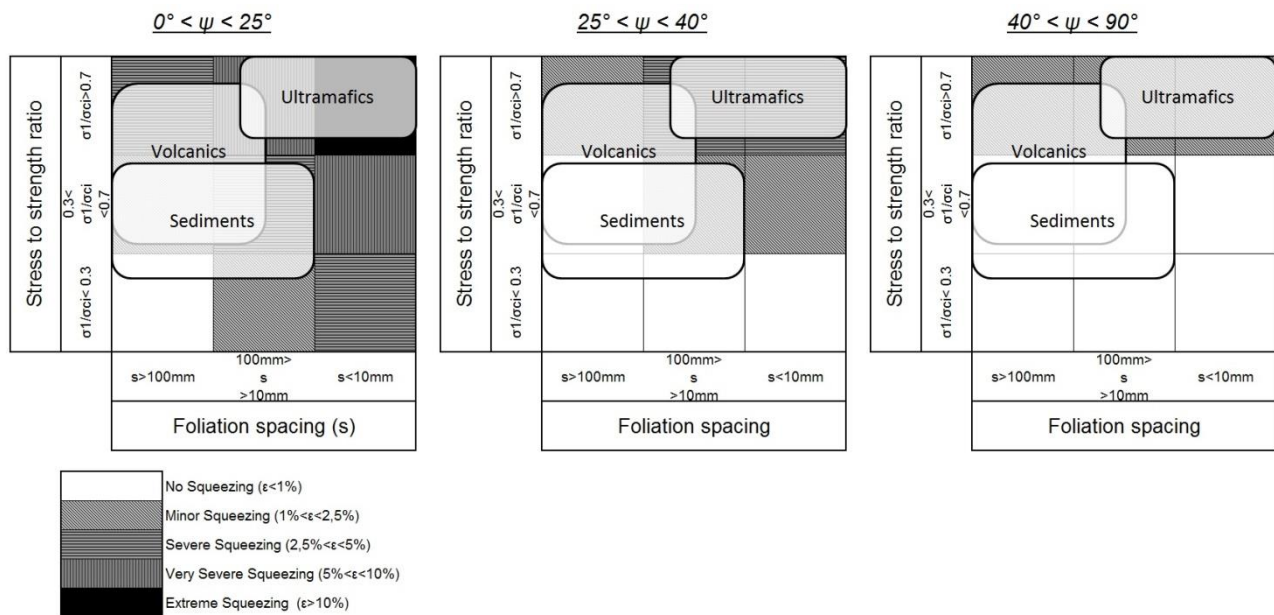 0° < ψ < 25°
Stress to strength ratio
σ1/σci>0.7
0.3<
σ1/σci
<0.7
σ1/σci< 0.3
Ultramafics
Volcanics
Sediments
s>100mm
100mm>
s
>10mm
s<10mm
Foliation spacing (s)
25° < ψ < 40°
Stress to strength ratio
σ1/σci>0.7
0.3<
σ1/σci
<0.7
σ1/σci< 0.3
Ultramafics
Volcanics
Sediments
s>100mm
100mm>
s
>10mm
s<10mm
Foliation spacing
40° < ψ < 90°
Stress to strength ratio
σ1/σci>0.7
0.3<
σ1/σci
<0.7
σ1/σci< 0.3
Ultramafics
Volcanics
Sediments
s>100mm
100mm>
s
>10mm
s<10mm
Foliation spacing
No Squeezing (ε<1%)
Minor Squeezing (1%<ε<2,5%)
Severe Squeezing (2,5%<ε<5%)
Very Severe Squeezing (5%<ε<10%)
Extreme Squeezing (ε>10%)